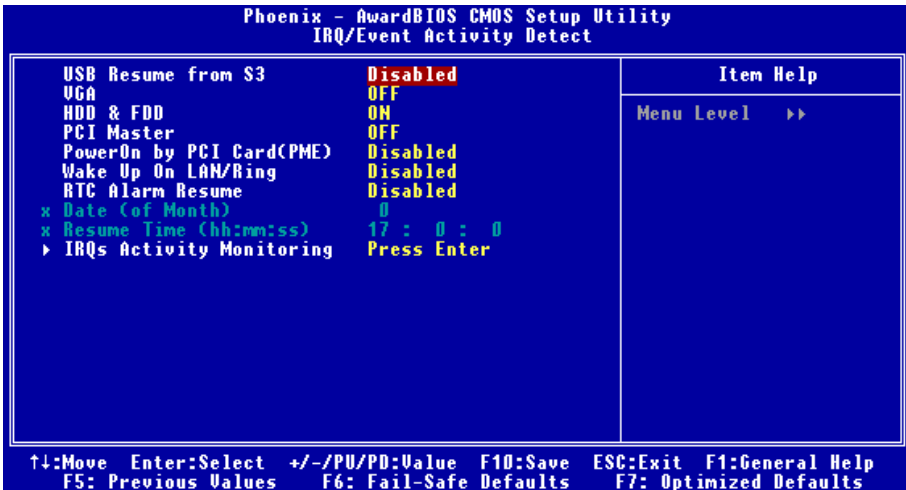 Phoenix - AwardBIOS CMOS Setup Utility
IRQ/Event Activity Detect
USB Resume from S3 Disabled
VGA OFF
HDD & FDD ON
PCI Master OFF
PowerOn by PCI Card(PME) Disabled
Wake Up On LAN/Ring Disabled
RTC Alarm Resume Disabled
x Date (of Month) 0
x Resume Time (hh:mm:ss) 17 : 0 : 0
▸ IRQs Activity Monitoring Press Enter
Item Help
Menu Level ▸▸
↑↓:Move Enter:Select +/-/PU/PD:Value F10:Save ESC:Exit F1:General Help
F5: Previous Values F6: Fail-Safe Defaults F7: Optimized Defaults